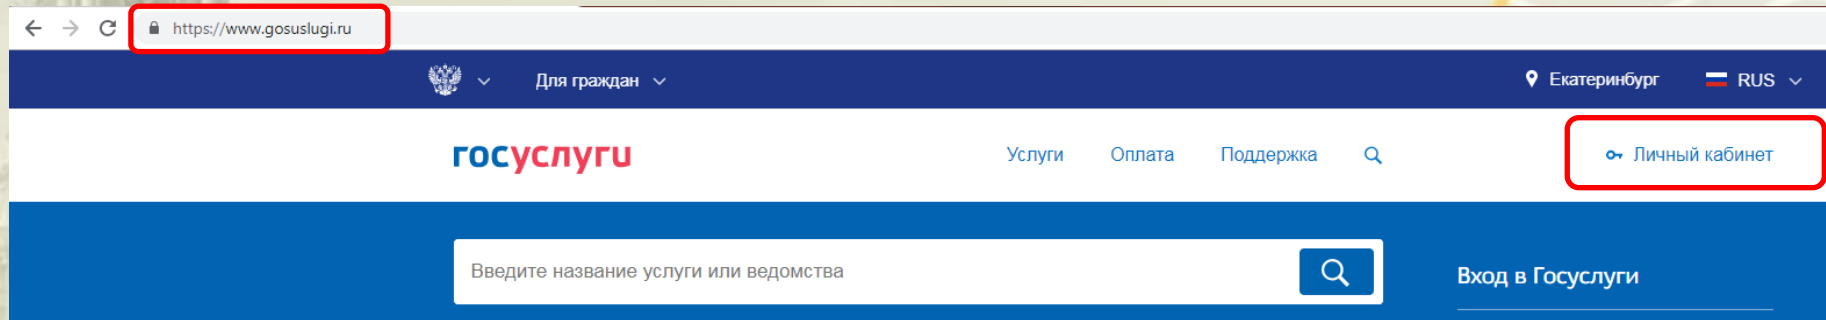 https://www.gosuslugi.ru
Для граждан
Екатеринбург
RUS
госуслуги
Услуги
Оплата
Поддержка
Личный кабинет
Введите название услуги или ведомства
Вход в Госуслуги